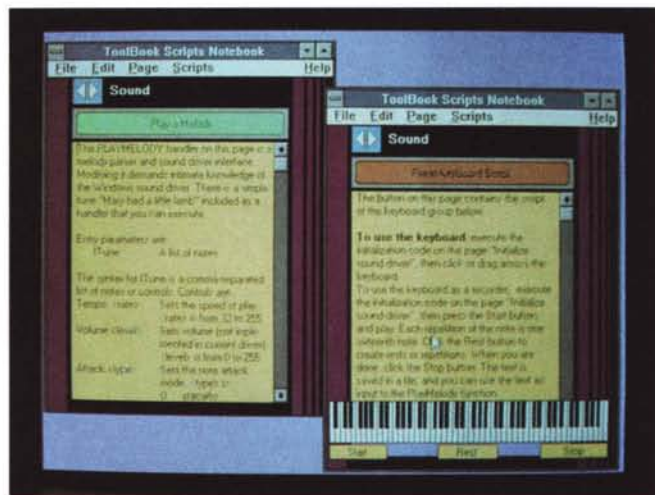 ToolBook Scripts Notebook
File Edit Page Scripts Help
Sound
Play a Melody
This PLAYMELODY handler on this page is a
melody parser and sound driver interface.
Modifying it demands intimate knowledge of
the Windows sound driver. There is a simple
tune "Mary had a little lamb" included as a
handler that you can execute.
Entry parameters are:
lTune A list of notes
The syntax for lTune is a comma-separated
list of notes or controls. Controls are:
Tempo <rate> Sets the speed of play.
<rate> is from 32 to 255
Volume <level> Sets volume (not imple-
mented in current driver)
<level> is from 0 to 255
Attack <type> Sets the note attack
mode. <type> is:
0 staccato
ToolBook Scripts Notebook
File Edit Page Scripts Help
Sound
Keyboard Script
The button on this page contains the script
of the keyboard group below.
To use the keyboard, execute the
initialization code on the page "Initialize
sound driver", then click or drag across the
keyboard.
To use the keyboard as a recorder, execute
the initialization code on the page "Initialize
sound driver", then press the Start button
and play. Each repetition of the note is one
sixteenth note. Click the Rest button to
create rests or repetitions. When you are
done, click the Stop button. The text is
saved in a file, and you can use the text as
input to the PlayMelody function.
Start Rest Stop